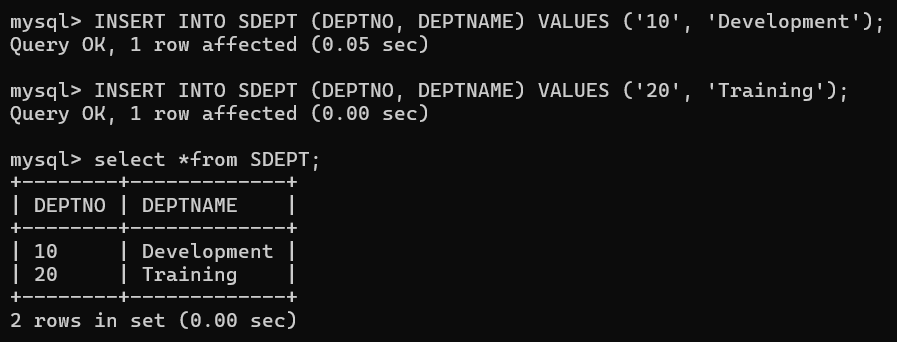 mysql> INSERT INTO SDEPT (DEPTNO, DEPTNAME) VALUES ('10', 'Development');
Query OK, 1 row affected (0.05 sec)
mysql> INSERT INTO SDEPT (DEPTNO, DEPTNAME) VALUES ('20', 'Training');
Query OK, 1 row affected (0.00 sec)
mysql> select *from SDEPT;
+--------+-------------+
| DEPTNO | DEPTNAME    |
+--------+-------------+
| 10     | Development |
| 20     | Training    |
+--------+-------------+
2 rows in set (0.00 sec)